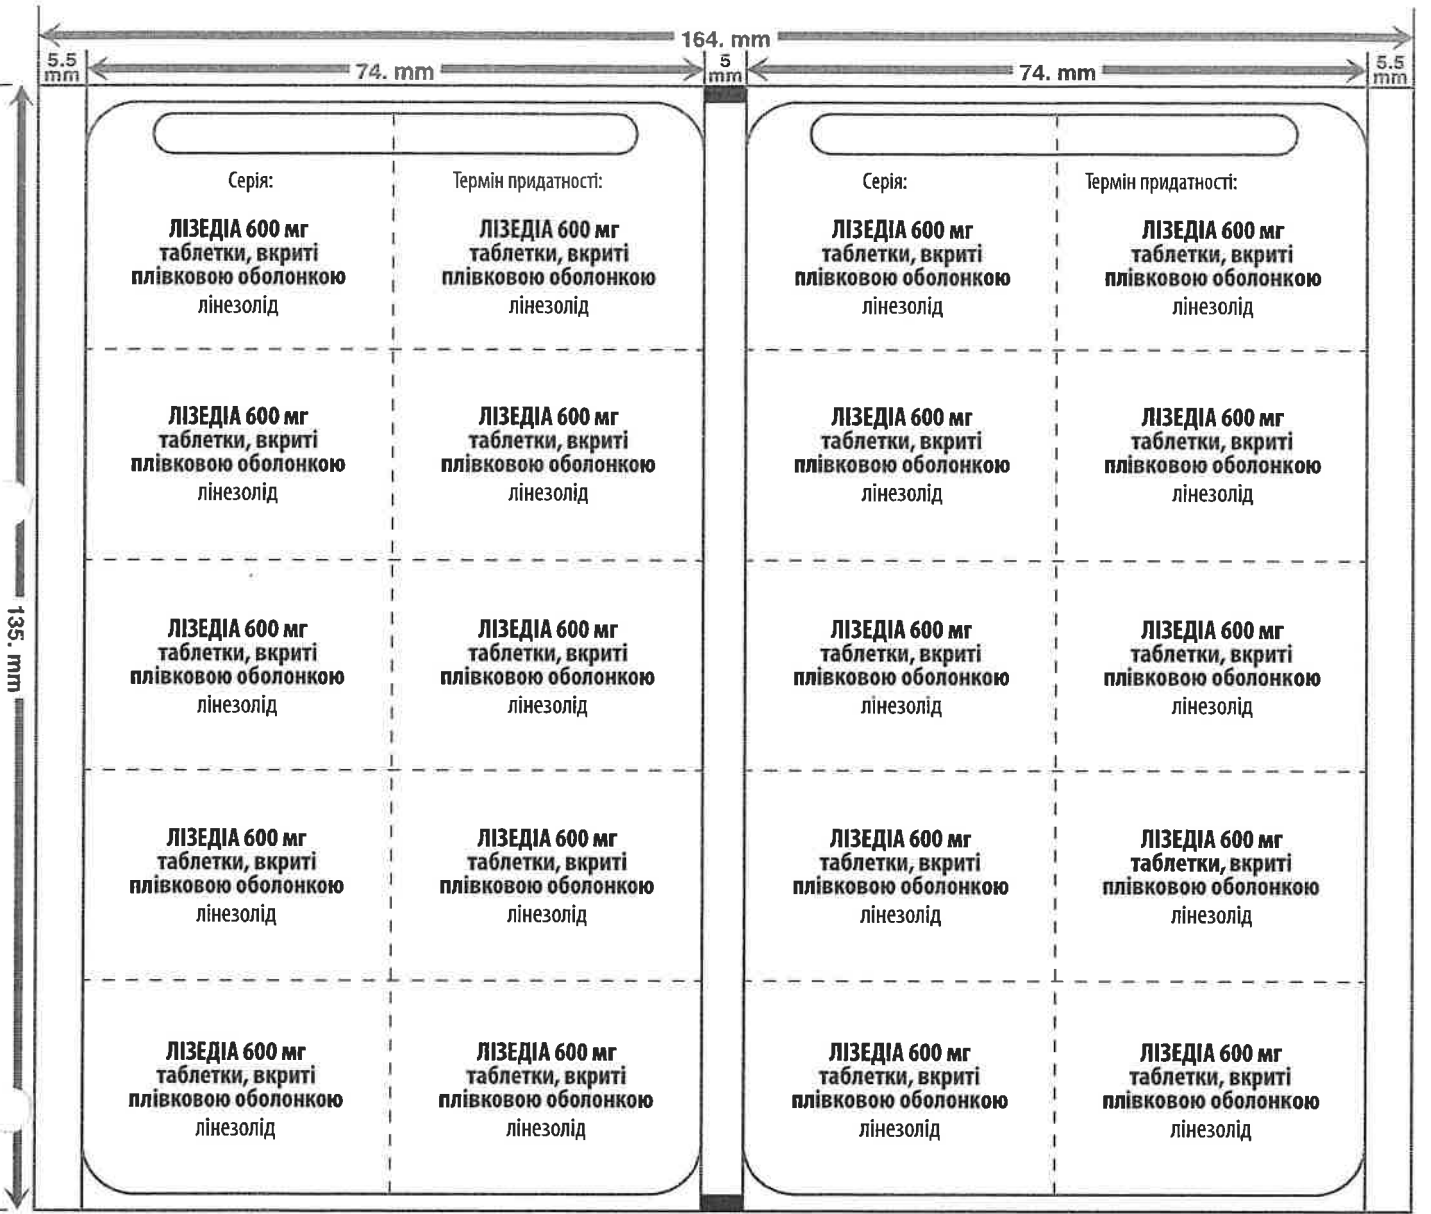 164. mm
5.5 mm
74. mm
5 mm
74. mm
5.5 mm
135. mm
Серія: Термін придатності: Серія: Термін придатності:
ЛІЗЕДІА 600 мг ЛІЗЕДІА 600 мг ЛІЗЕДІА 600 мг ЛІЗЕДІА 600 мг
таблетки, вкриті таблетки, вкриті таблетки, вкриті таблетки, вкриті
плівковою оболонкою плівковою оболонкою плівковою оболонкою плівковою оболонкою
лінезолід лінезолід лінезолід лінезолід
ЛІЗЕДІА 600 мг ЛІЗЕДІА 600 мг ЛІЗЕДІА 600 мг ЛІЗЕДІА 600 мг
таблетки, вкриті таблетки, вкриті таблетки, вкриті таблетки, вкриті
плівковою оболонкою плівковою оболонкою плівковою оболонкою плівковою оболонкою
лінезолід лінезолід лінезолід лінезолід
ЛІЗЕДІА 600 мг ЛІЗЕДІА 600 мг ЛІЗЕДІА 600 мг ЛІЗЕДІА 600 мг
таблетки, вкриті таблетки, вкриті таблетки, вкриті таблетки, вкриті
плівковою оболонкою плівковою оболонкою плівковою оболонкою плівковою оболонкою
лінезолід лінезолід лінезолід лінезолід
ЛІЗЕДІА 600 мг ЛІЗЕДІА 600 мг ЛІЗЕДІА 600 мг ЛІЗЕДІА 600 мг
таблетки, вкриті таблетки, вкриті таблетки, вкриті таблетки, вкриті
плівковою оболонкою плівковою оболонкою плівковою оболонкою плівковою оболонкою
лінезолід лінезолід лінезолід лінезолід
ЛІЗЕДІА 600 мг ЛІЗЕДІА 600 мг ЛІЗЕДІА 600 мг ЛІЗЕДІА 600 мг
таблетки, вкриті таблетки, вкриті таблетки, вкриті таблетки, вкриті
плівковою оболонкою плівковою оболонкою плівковою оболонкою плівковою оболонкою
лінезолід лінезолід лінезолід лінезолід